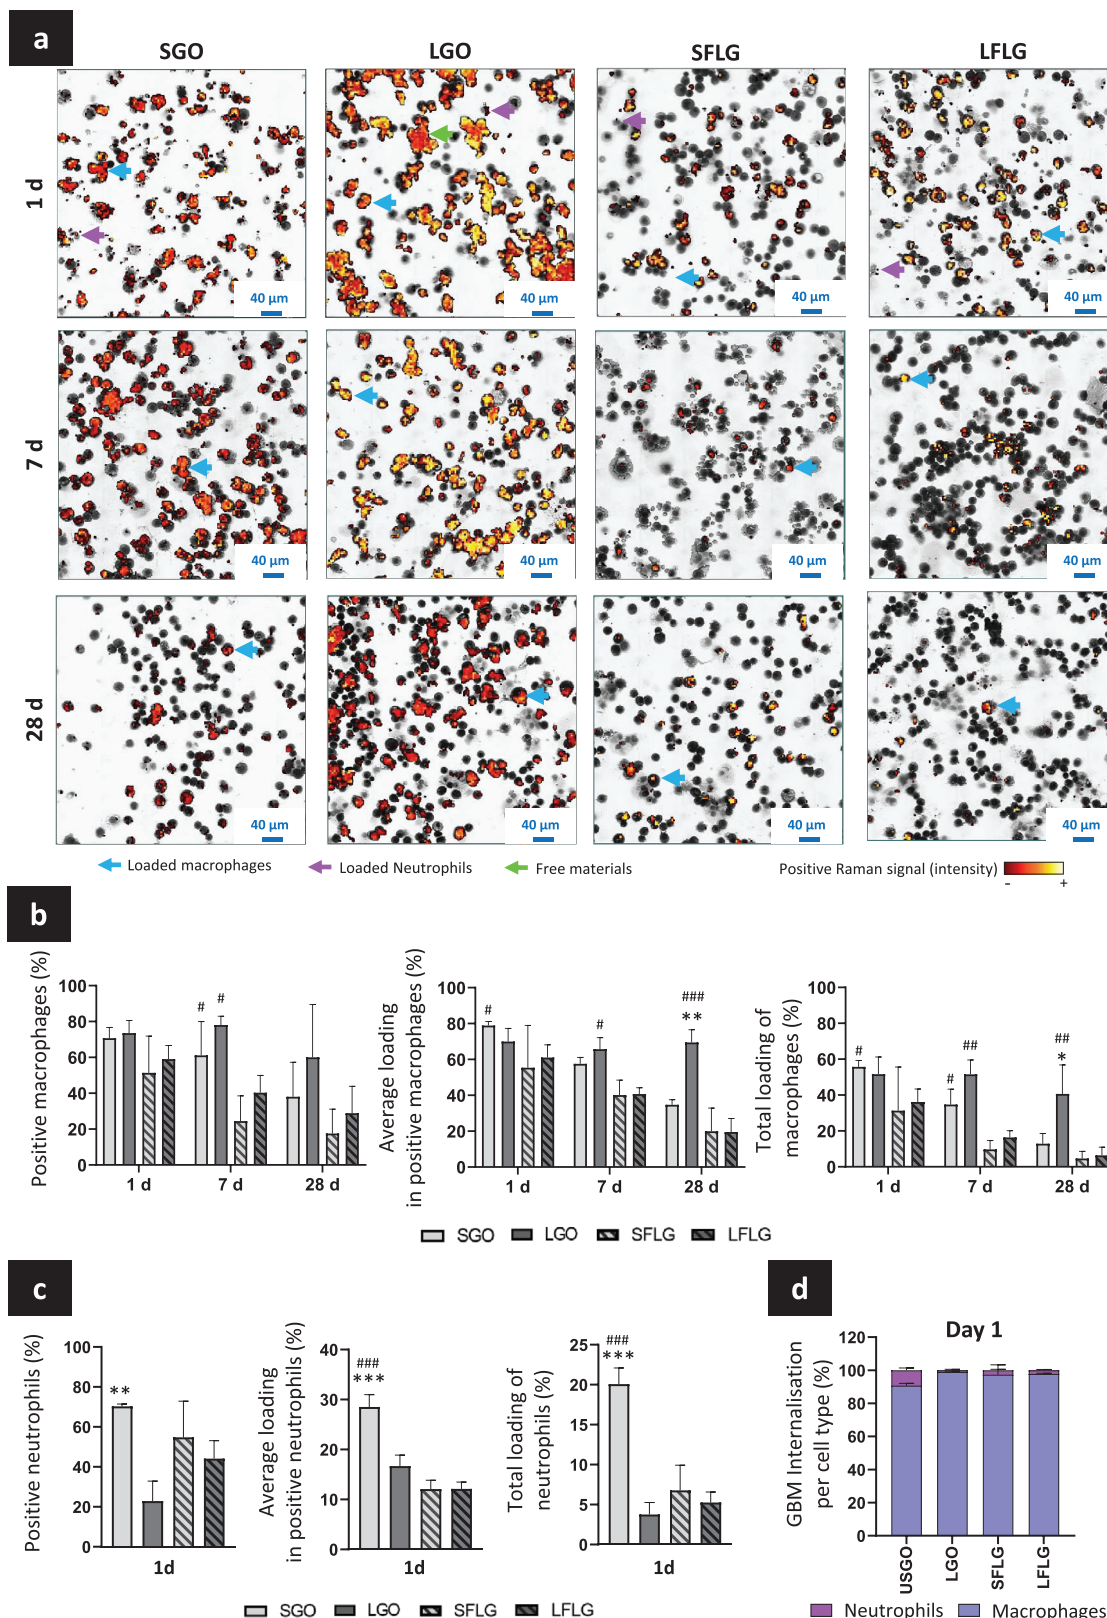 a
SGO
LGO
SFLG
LFLG
1 d
40 µm
40 µm
40 µm
40 µm
7 d
40 µm
40 µm
40 µm
40 µm
28 d
40 µm
40 µm
40 µm
40 µm
Loaded macrophages
Loaded Neutrophils
Free materials
Positive Raman signal (intensity)
- +
b
Positive macrophages (%)
100
80
60
40
20
0
# #
1 d 7 d 28 d
Average loading
in positive macrophages (%)
100
80
60
40
20
0
# # ###
**
1 d 7 d 28 d
Total loading of
macrophages (%)
100
80
60
40
20
0
# # ## ##
*
1 d 7 d 28 d
SGO LGO SFLG LFLG
c
Positive neutrophils (%)
100
80
60
40
20
0
**
1d
Average loading
in positive neutrophils (%)
40
30
20
10
0
###
***
1d
Total loading of
neutrophils (%)
25
20
15
10
5
0
###
***
1d
SGO LGO SFLG LFLG
d
Day 1
GBM Internalisation
per cell type (%)
120
100
80
60
40
20
0
USGO
LGO
SFLG
LFLG
Neutrophils Macrophages